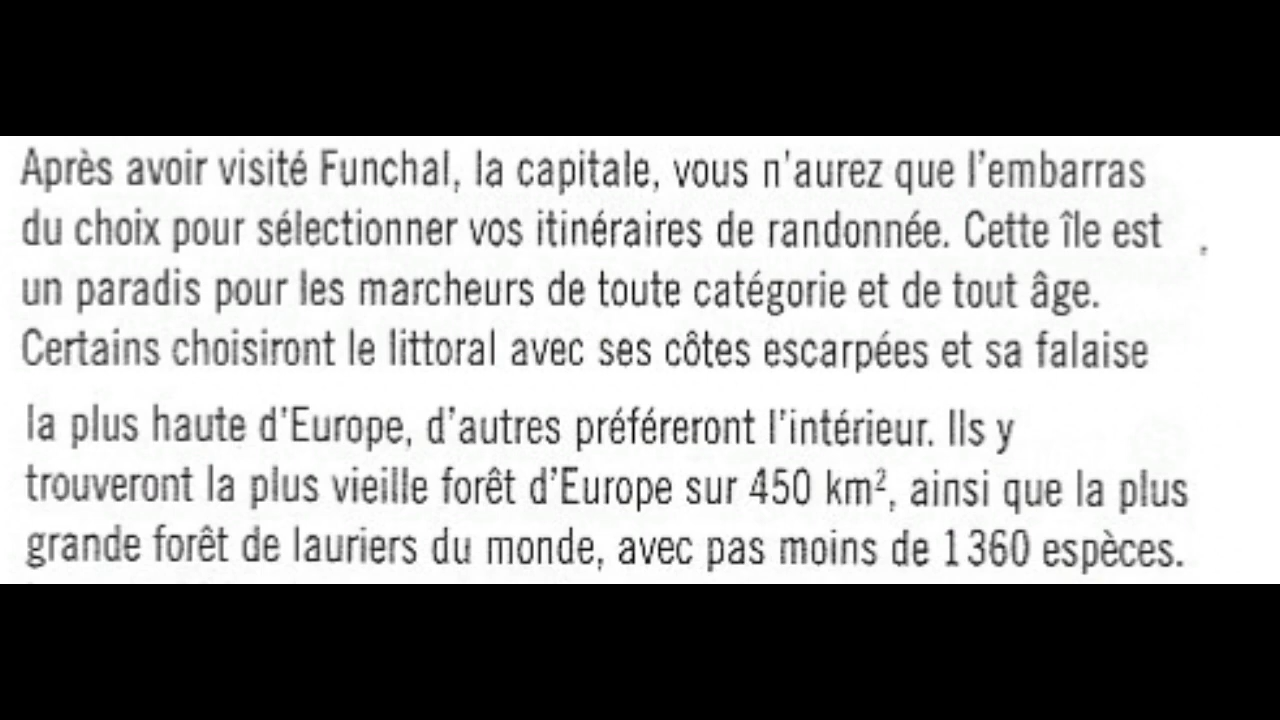 Après avoir visité Funchal, la capitale, vous n'aurez que l'embarras
du choix pour sélectionner vos itinéraires de randonnée. Cette île est
un paradis pour les marcheurs de toute catégorie et de tout âge.
Certains choisiront le littoral avec ses côtes escarpées et sa falaise
la plus haute d'Europe, d'autres préféreront l'intérieur. Ils y
trouveront la plus vieille forêt d'Europe sur 450 km², ainsi que la plus
grande forêt de lauriers du monde, avec pas moins de 1 360 espèces.